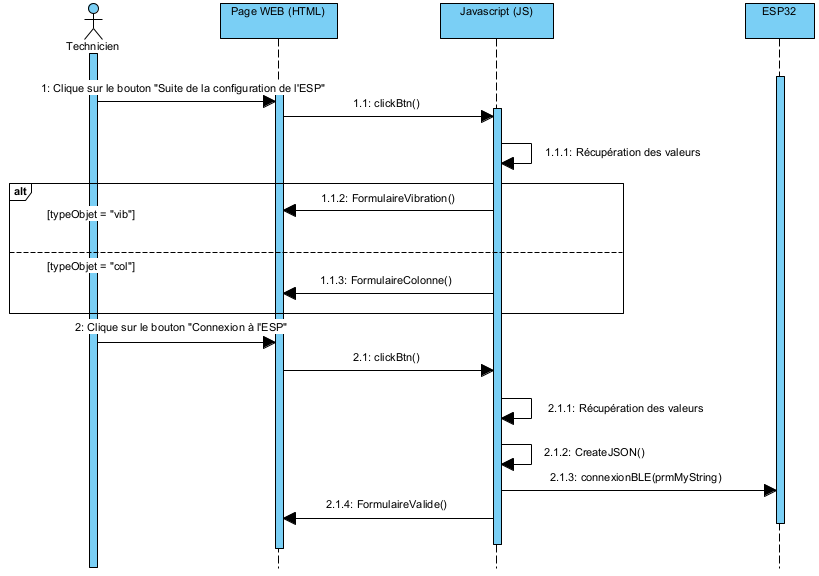 Page WEB (HTML)
Javascript (JS)
ESP32
Technicien
1: Clique sur le bouton "Suite de la configuration de l'ESP"
1.1: clickBtn()
1.1.1: Récupération des valeurs
alt
1.1.2: FormulaireVibration()
[typeObjet = "vib"]
[typeObjet = "col"]
1.1.3: FormulaireColonne()
2: Clique sur le bouton "Connexion à l'ESP"
2.1: clickBtn()
2.1.1: Récupération des valeurs
2.1.2: CreateJSON()
2.1.3: connexionBLE(prmMyString)
2.1.4: FormulaireValide()